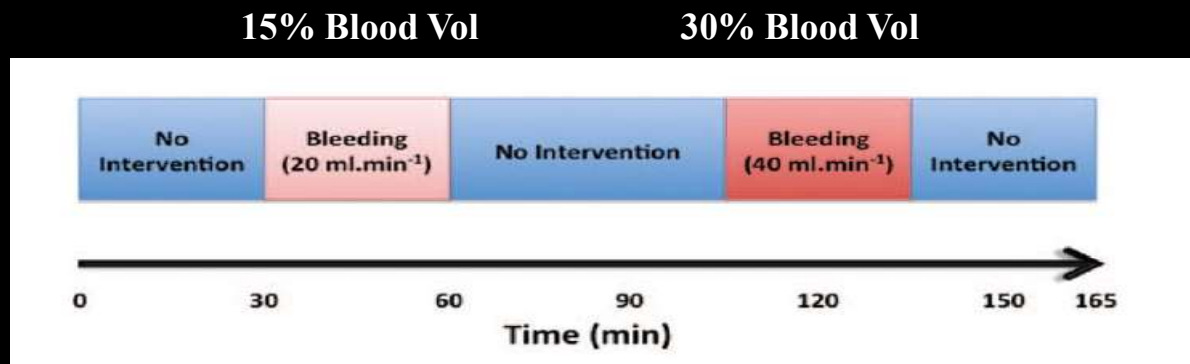 15% Blood Vol 30% Blood Vol
No Intervention
Bleeding (20 ml.min⁻¹)
No Intervention
Bleeding (40 ml.min⁻¹)
No Intervention
0 30 60 90 120 150 165
Time (min)